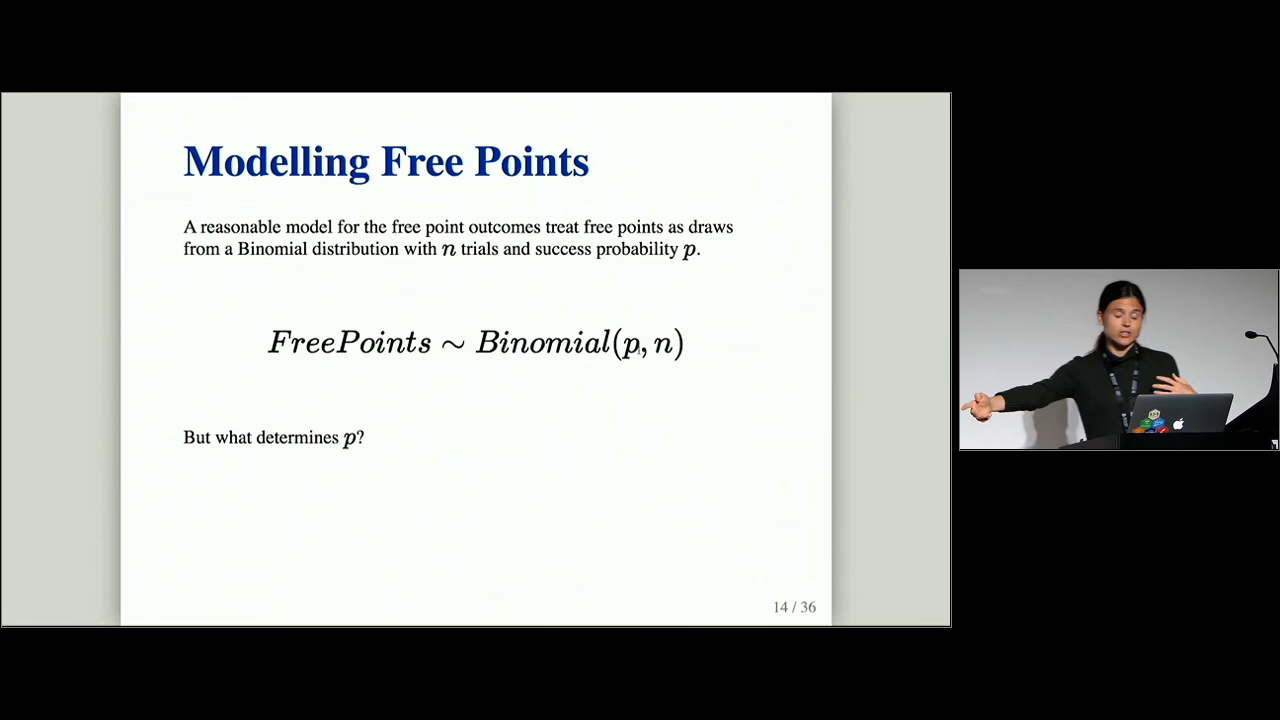 Modelling Free Points
A reasonable model for the free point outcomes treat free points as draws
from a Binomial distribution with n trials and success probability p.
FreePoints ∼ Binomial(p, n)
But what determines p?
14 / 36